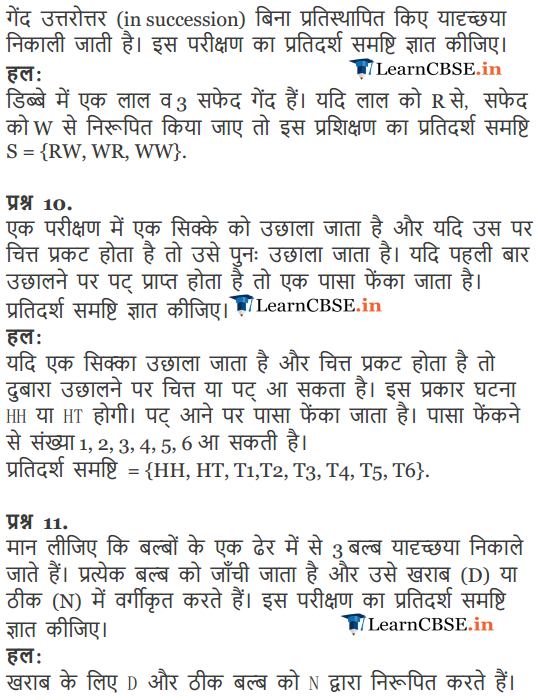 गेंद उत्तरोत्तर (in succession) बिना प्रतिस्थापित किए यादृच्छया
निकाली जाती है। इस परीक्षण का प्रतिदर्श समष्टि ज्ञात कीजिए।
हल:
LearnCBSE.in
डिब्बे में एक लाल व 3 सफेद गेंद हैं। यदि लाल को R से, सफेद
को W से निरूपित किया जाए तो इस प्रशिक्षण का प्रतिदर्श समष्टि
S = {RW, WR, WW}.
प्रश्न 10.
एक परीक्षण में एक सिक्के को उछाला जाता है और यदि उस पर
चित्त प्रकट होता है तो उसे पुनः उछाला जाता है। यदि पहली बार
उछालने पर पट् प्राप्त होता है तो एक पासा फेंका जाता है।
प्रतिदर्श समष्टि ज्ञात कीजिए। LearnCBSE.in
हल:
यदि एक सिक्का उछाला जाता है और चित्त प्रकट होता है तो
दुबारा उछालने पर चित्त या पट् आ सकता है। इस प्रकार घटना
HH या HT होगी। पट् आने पर पासा फेंका जाता है। पासा फेंकने
से संख्या 1, 2, 3, 4, 5, 6 आ सकती है।
प्रतिदर्श समष्टि = {HH, HT, T1,T2, T3, T4, T5, T6}.
प्रश्न 11.
मान लीजिए कि बल्बों के एक ढेर में से 3 बल्ब यादृच्छया निकाले
जाते हैं। प्रत्येक बल्ब को जाँची जाता है और उसे खराब (D) या
ठीक (N) में वर्गीकृत करते हैं। इस परीक्षण का प्रतिदर्श समष्टि
ज्ञात कीजिए।
LearnCBSE.in
हल:
खराब के लिए D और ठीक बल्ब को N द्वारा निरूपित करते हैं।